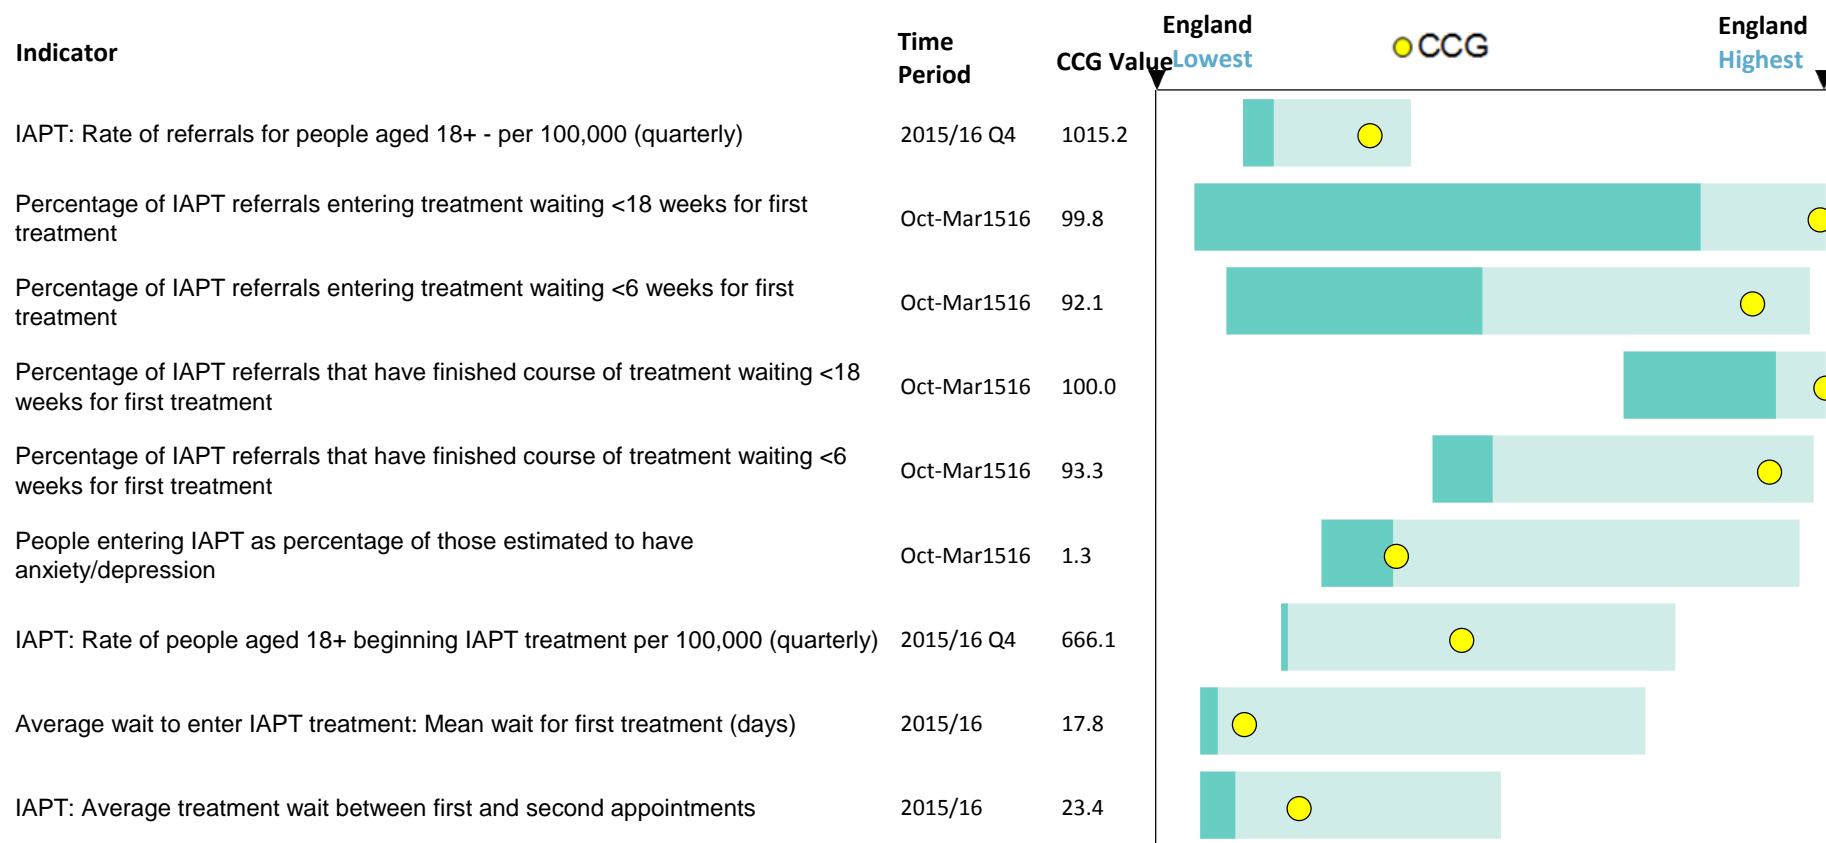 Indicator
Time
Period
CCG Value
England
Lowest
CCG
England
Highest
IAPT: Rate of referrals for people aged 18+ - per 100,000 (quarterly) 2015/16 Q4 1015.2
Percentage of IAPT referrals entering treatment waiting <18 weeks for first
treatment
Oct-Mar1516 99.8
Percentage of IAPT referrals entering treatment waiting <6 weeks for first
treatment
Oct-Mar1516 92.1
Percentage of IAPT referrals that have finished course of treatment waiting <18
weeks for first treatment
Oct-Mar1516 100.0
Percentage of IAPT referrals that have finished course of treatment waiting <6
weeks for first treatment
Oct-Mar1516 93.3
People entering IAPT as percentage of those estimated to have
anxiety/depression
Oct-Mar1516 1.3
IAPT: Rate of people aged 18+ beginning IAPT treatment per 100,000 (quarterly) 2015/16 Q4 666.1
Average wait to enter IAPT treatment: Mean wait for first treatment (days) 2015/16 17.8
IAPT: Average treatment wait between first and second appointments 2015/16 23.4